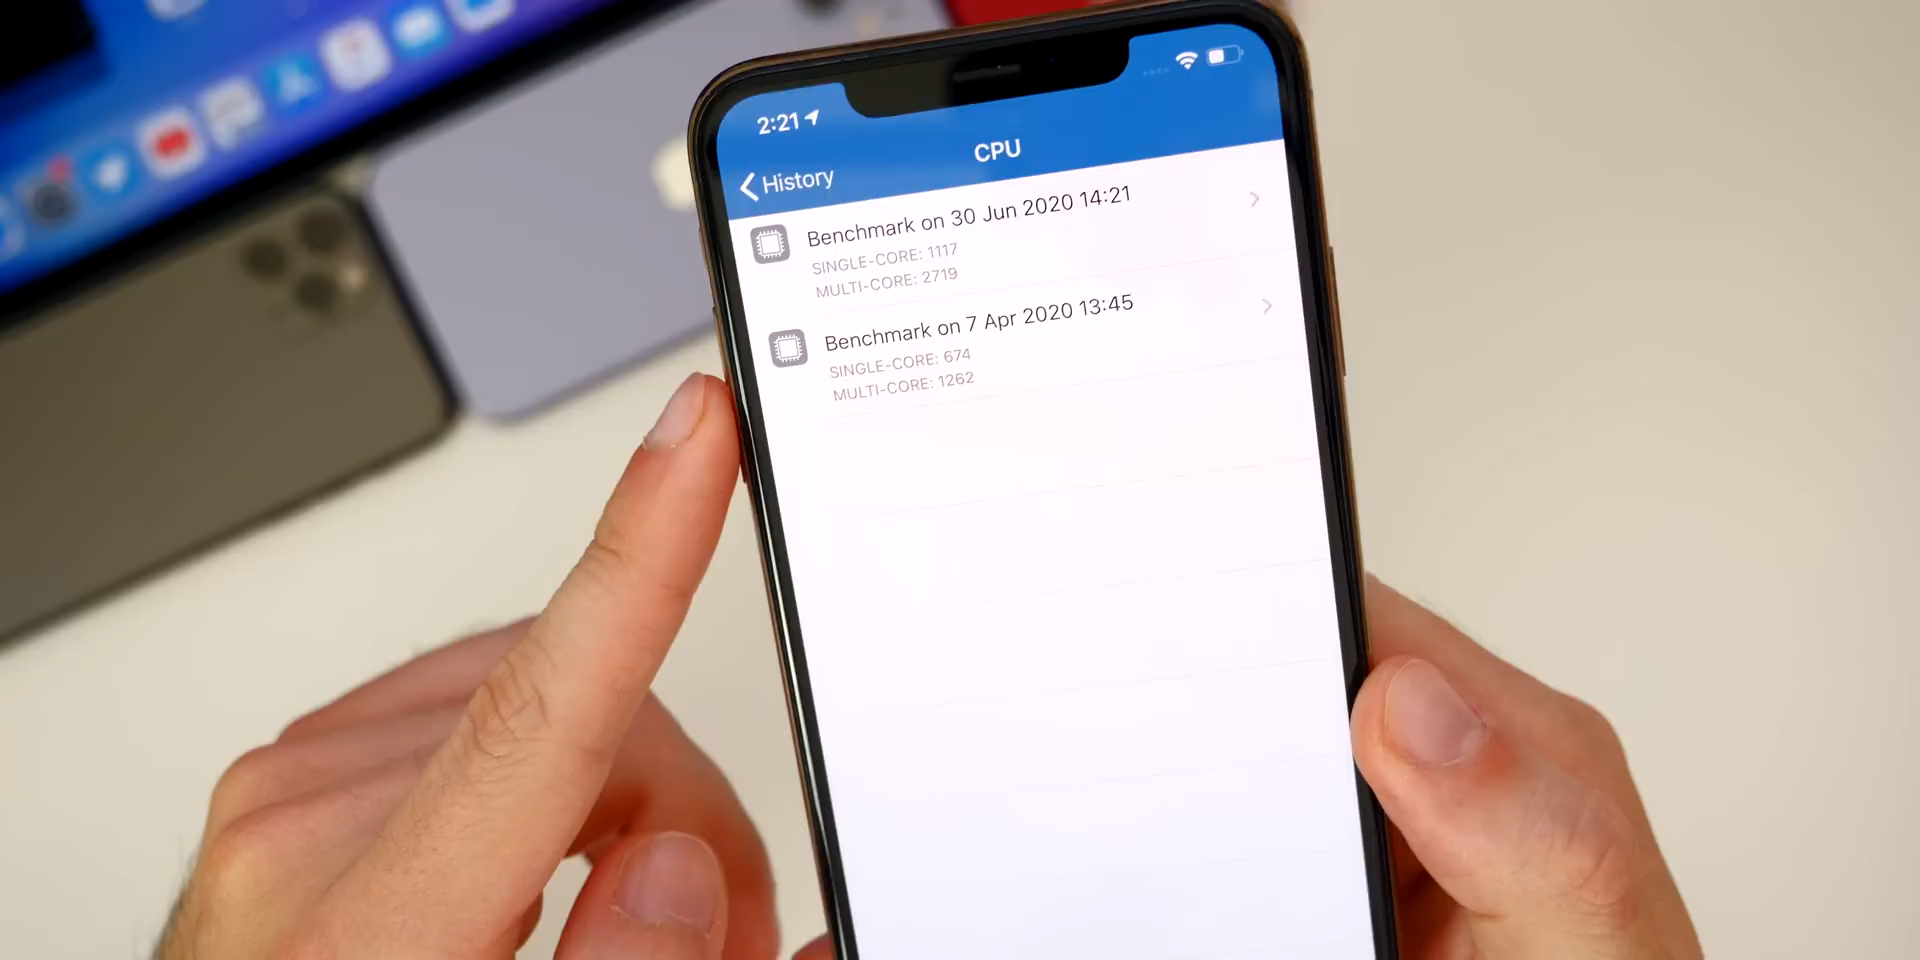 2:21
CPU
History
Benchmark on 30 Jun 2020 14:21
SINGLE-CORE: 1117
MULTI-CORE: 2719
Benchmark on 7 Apr 2020 13:45
SINGLE-CORE: 674
MULTI-CORE: 1262